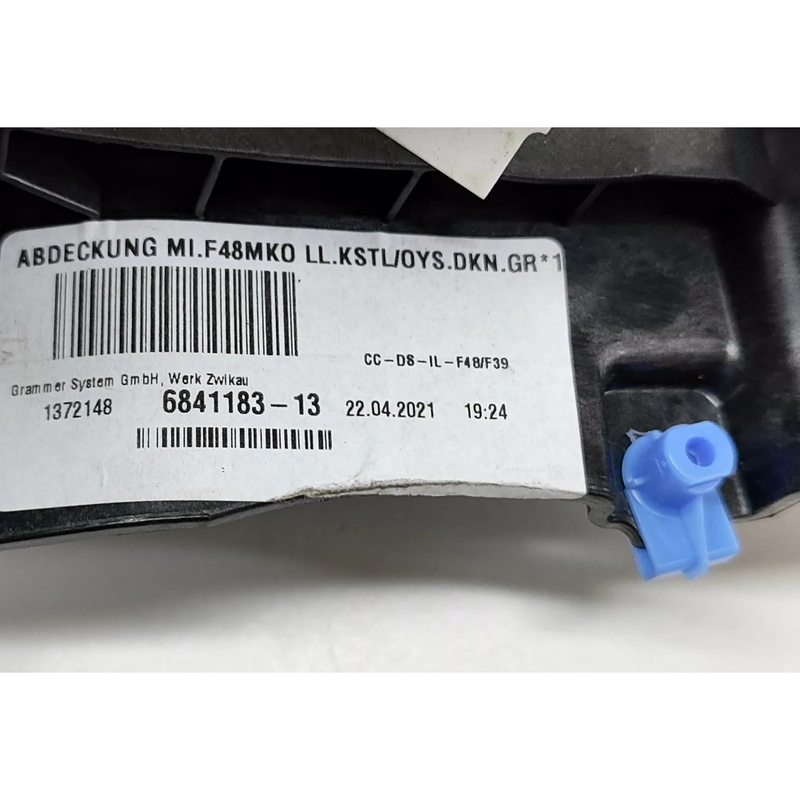 ABDECKUNG MI.F48MKO LL.KSTL/OYS.DKN.GR*1
CC-DS-IL-F48/F39
Grammer System GmbH, Werk Zwikau
1372148 6841183-13 22.04.2021 19:24